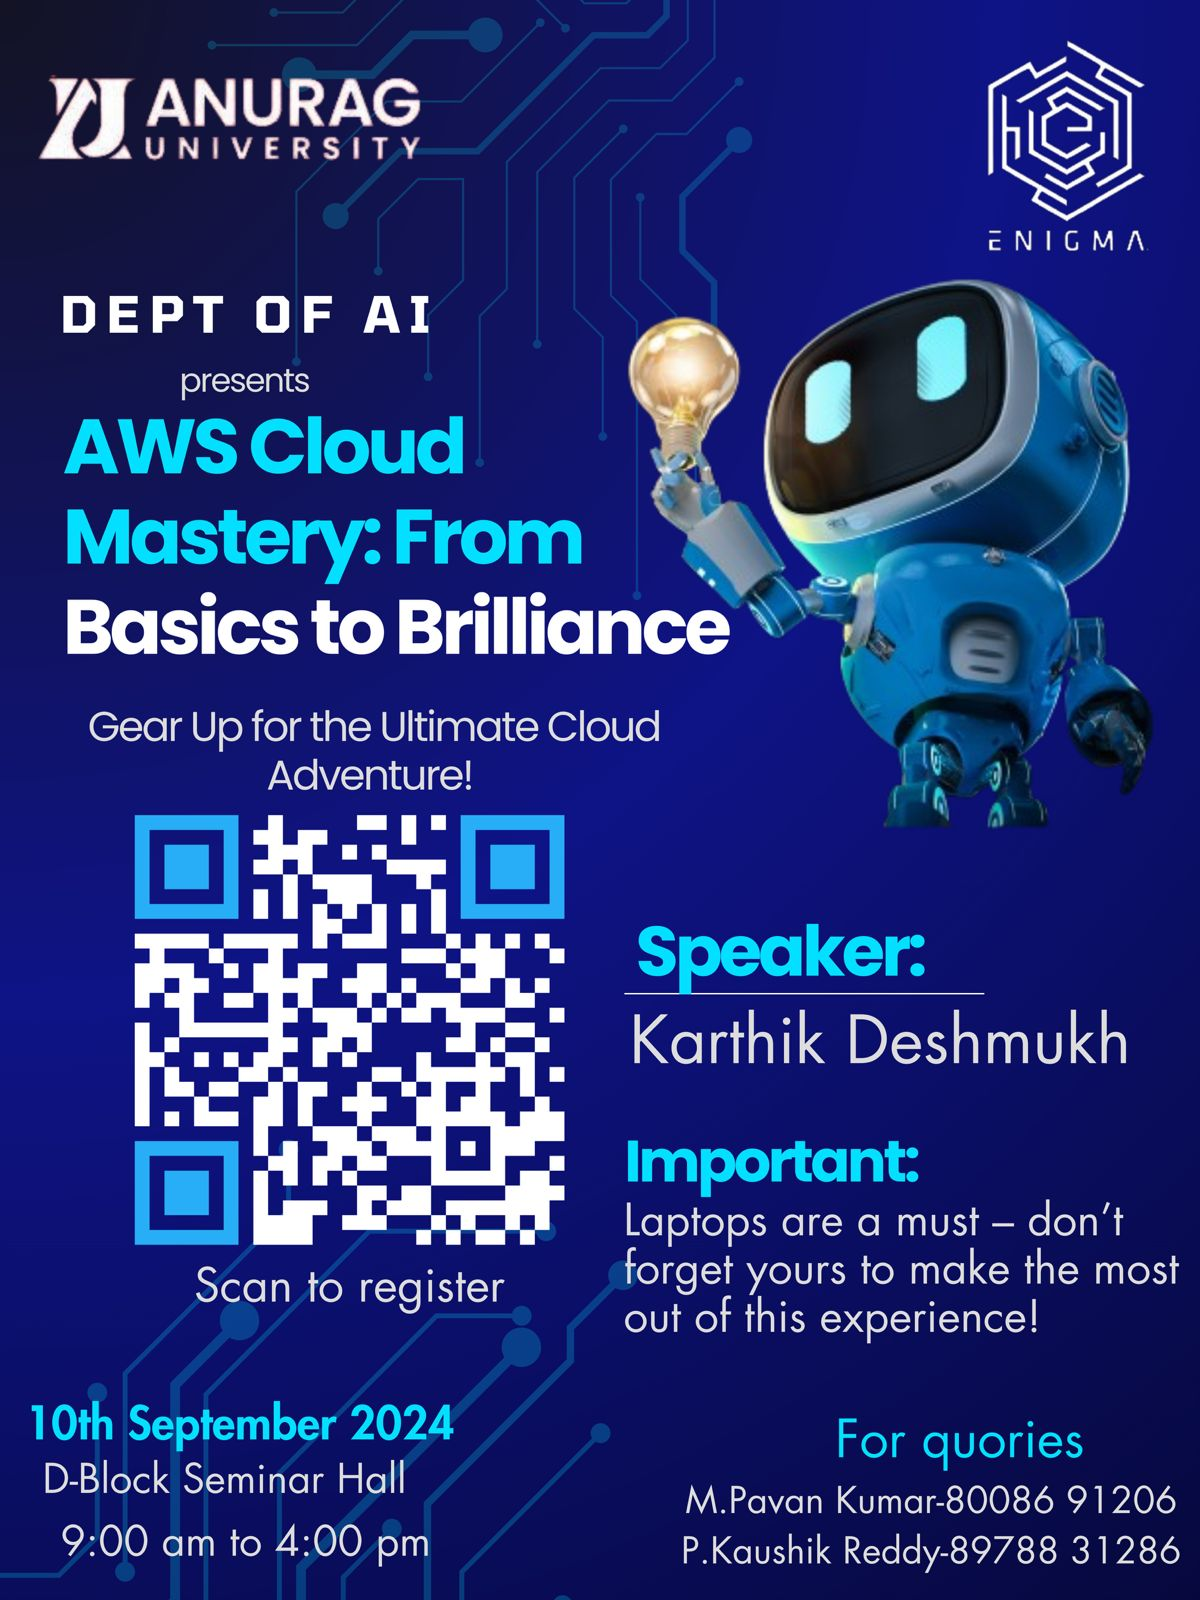 ANURAG
UNIVERSITY
ENIGMA
DEPT OF AI
presents
AWS Cloud
Mastery: From
Basics to Brilliance
Gear Up for the Ultimate Cloud
Adventure!
Scan to register
Speaker:
Karthik Deshmukh
Important:
Laptops are a must – don't
forget yours to make the most
out of this experience!
10th September 2024
D-Block Seminar Hall
9:00 am to 4:00 pm
For quories
M.Pavan Kumar-80086 91206
P.Kaushik Reddy-89788 31286